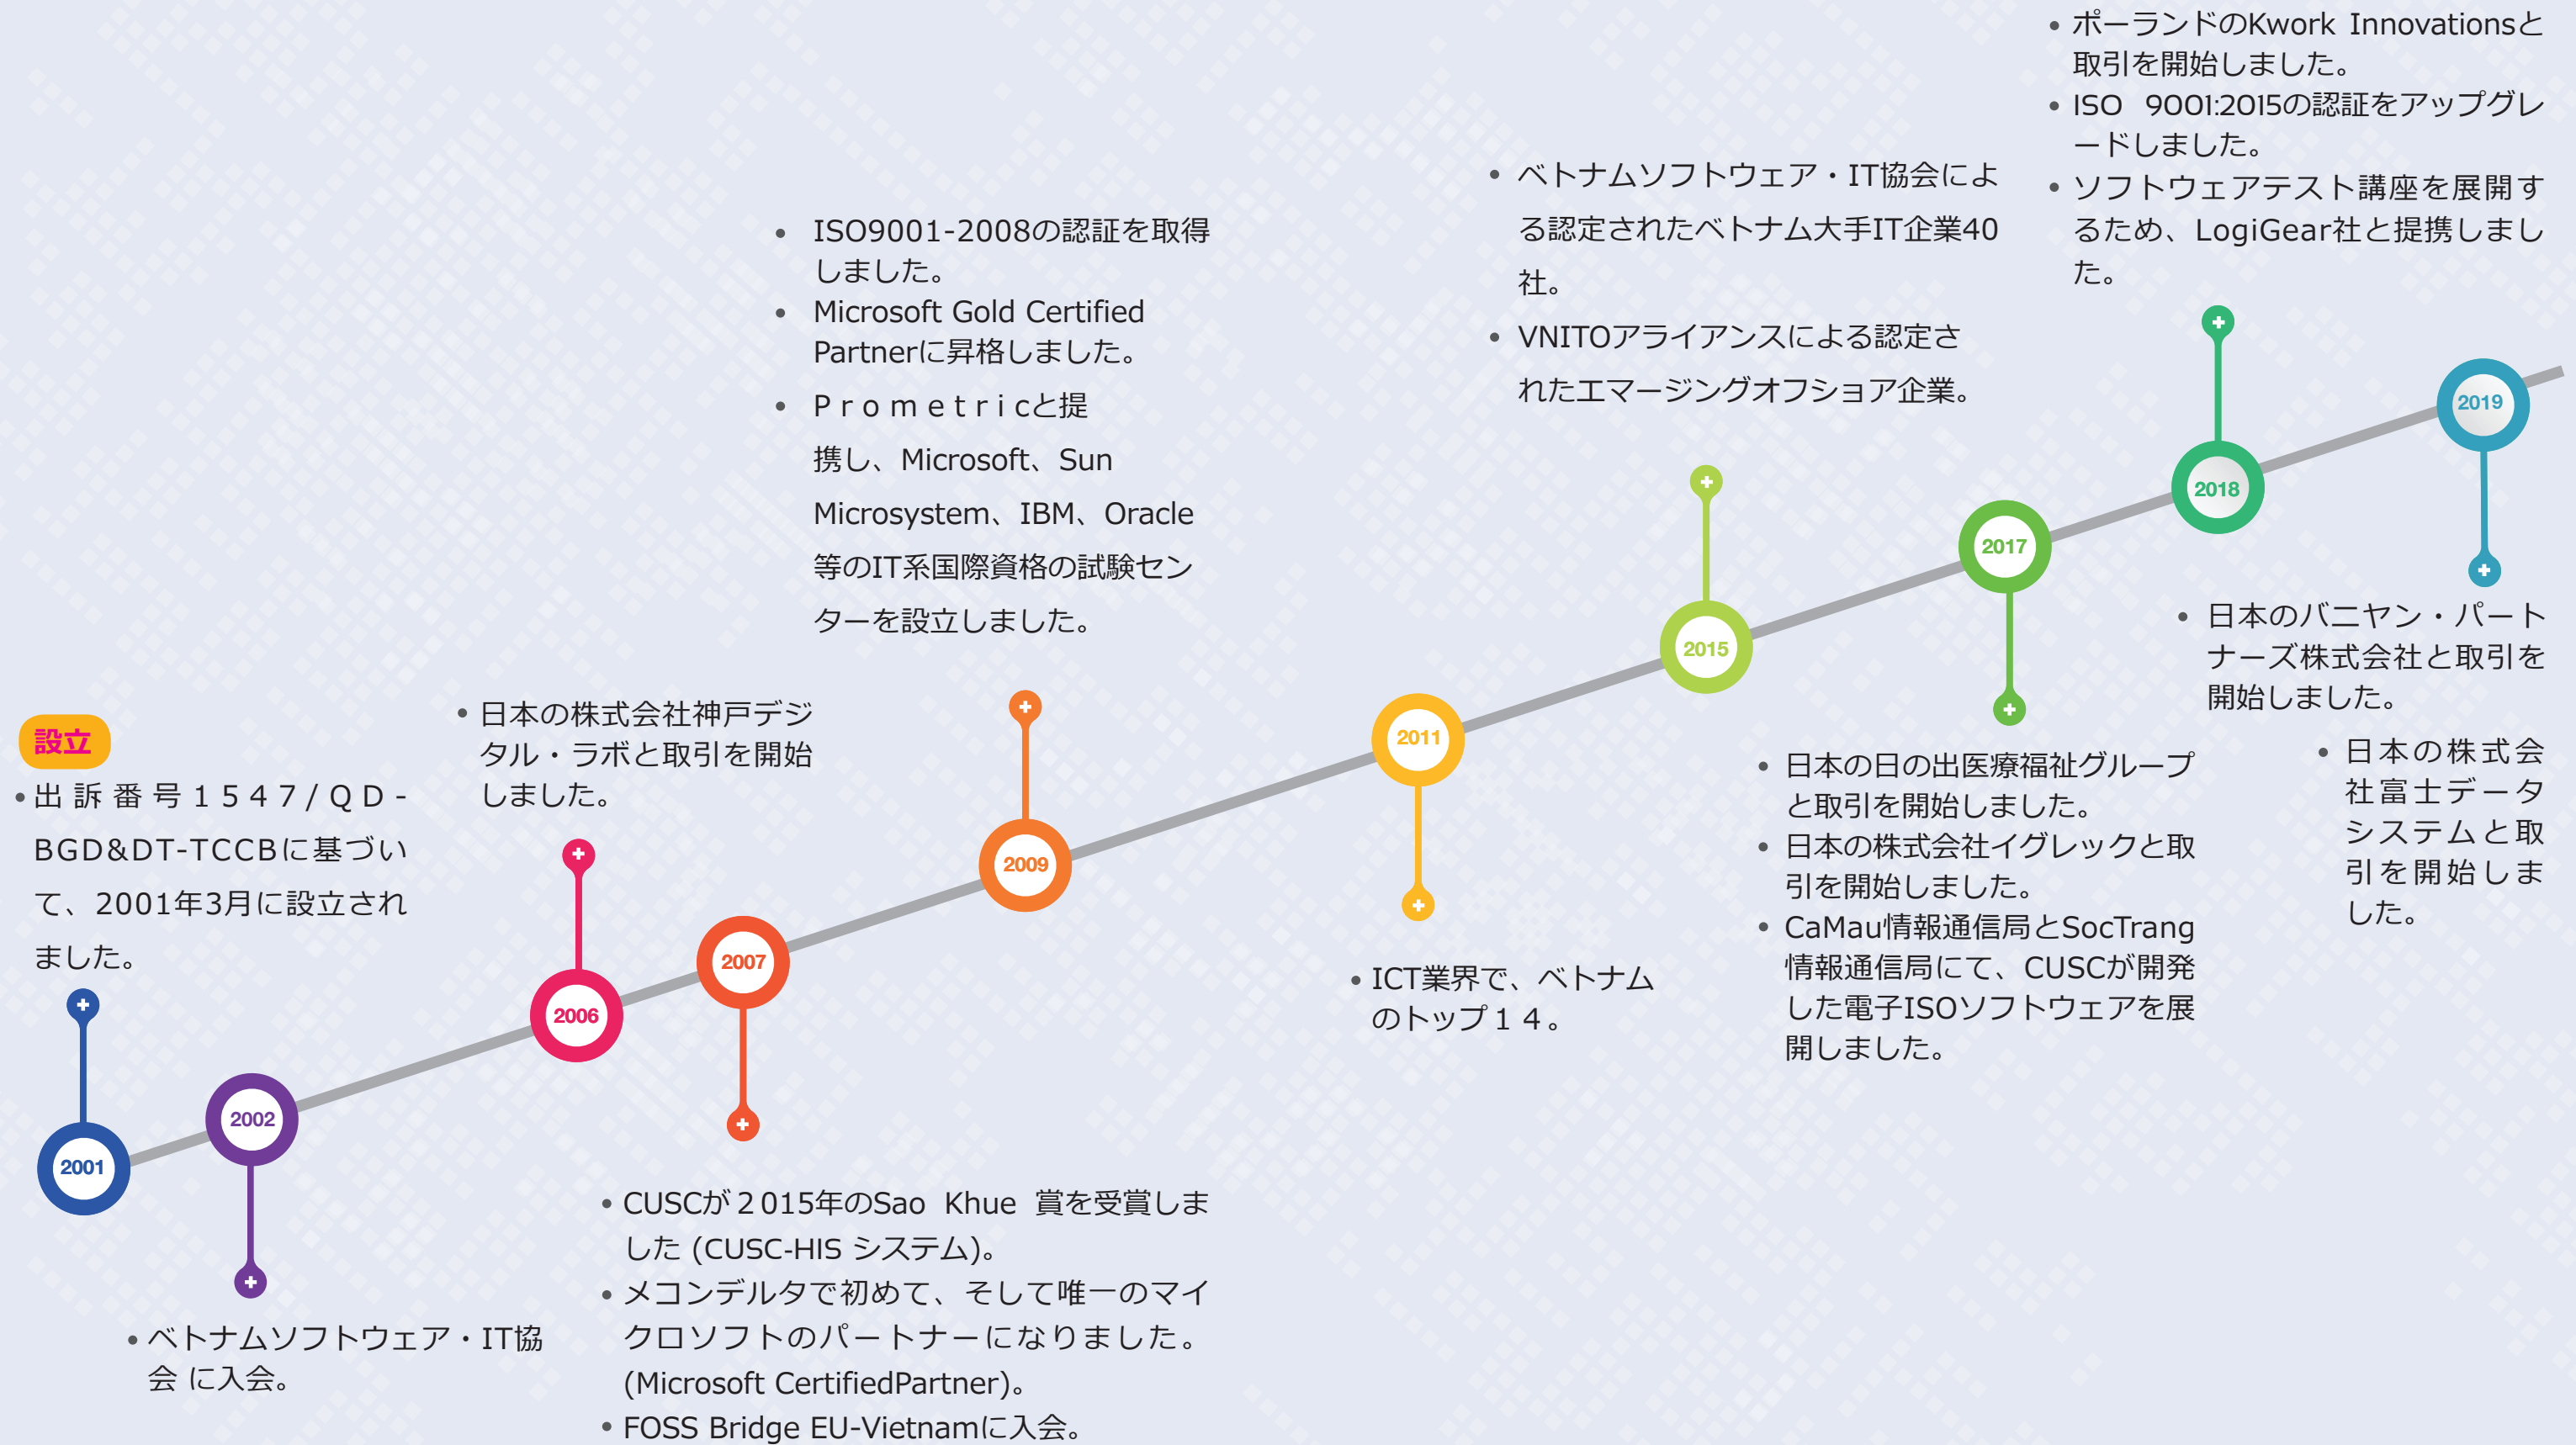 設立
• 出訴番号1547/QD-
BGD&DT-TCCBに基づい
て、2001年3月に設立され
ました。
2001
2002
• ベトナムソフトウェア・IT協
会 に入会。
• 日本の株式会社神戸デジ
タル・ラボと取引を開始
しました。
2006
2007
• CUSCが２015年のSao Khue 賞を受賞しま
した (CUSC-HIS システム)。
• メコンデルタで初めて、そして唯一のマイ
クロソフトのパートナーになりました。
(Microsoft CertifiedPartner)。
• FOSS Bridge EU-Vietnamに入会。
• ISO9001-2008の認証を取得
しました。
• Microsoft Gold Certified
Partnerに昇格しました。
• Prometricと提
携し、Microsoft、Sun
Microsystem、IBM、Oracle
等のIT系国際資格の試験セン
ターを設立しました。
2009
2011
• ICT業界で、ベトナム
のトップ１４。
• ベトナムソフトウェア・IT協会によ
る認定されたベトナム大手IT企業40
社。
• VNITOアライアンスによる認定さ
れたエマージングオフショア企業。
2015
2017
• 日本の日の出医療福祉グループ
と取引を開始しました。
• 日本の株式会社イグレックと取
引を開始しました。
• CaMau情報通信局とSocTrang
情報通信局にて、CUSCが開発
した電子ISOソフトウェアを展
開しました。
• ポーランドのKwork Innovationsと
取引を開始しました。
• ISO 9001:2015の認証をアップグレ
ードしました。
• ソフトウェアテスト講座を展開す
るため、LogiGear社と提携しまし
た。
2018
2019
• 日本のバニヤン・パート
ナーズ株式会社と取引を
開始しました。
• 日本の株式会
社富士データ
システムと取
引を開始しま
した。